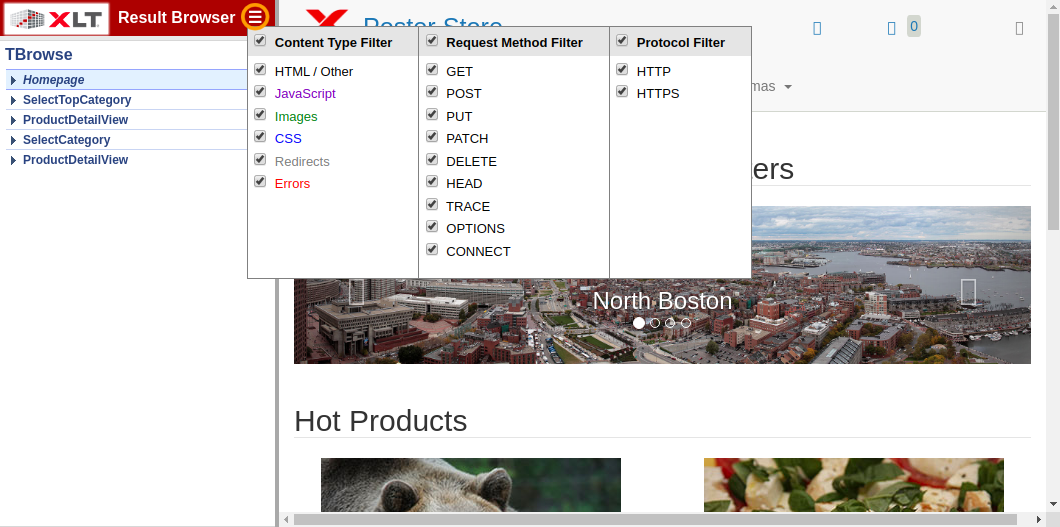 XLT Result Browser
TBrowse
Homepage
SelectTopCategory
ProductDetailView
SelectCategory
ProductDetailView
Content Type Filter
HTML / Other
JavaScript
Images
CSS
Redirects
Errors
Request Method Filter
GET
POST
PUT
PATCH
DELETE
HEAD
TRACE
OPTIONS
CONNECT
Protocol Filter
HTTP
HTTPS
Poster Store
0
North Boston
Hot Products